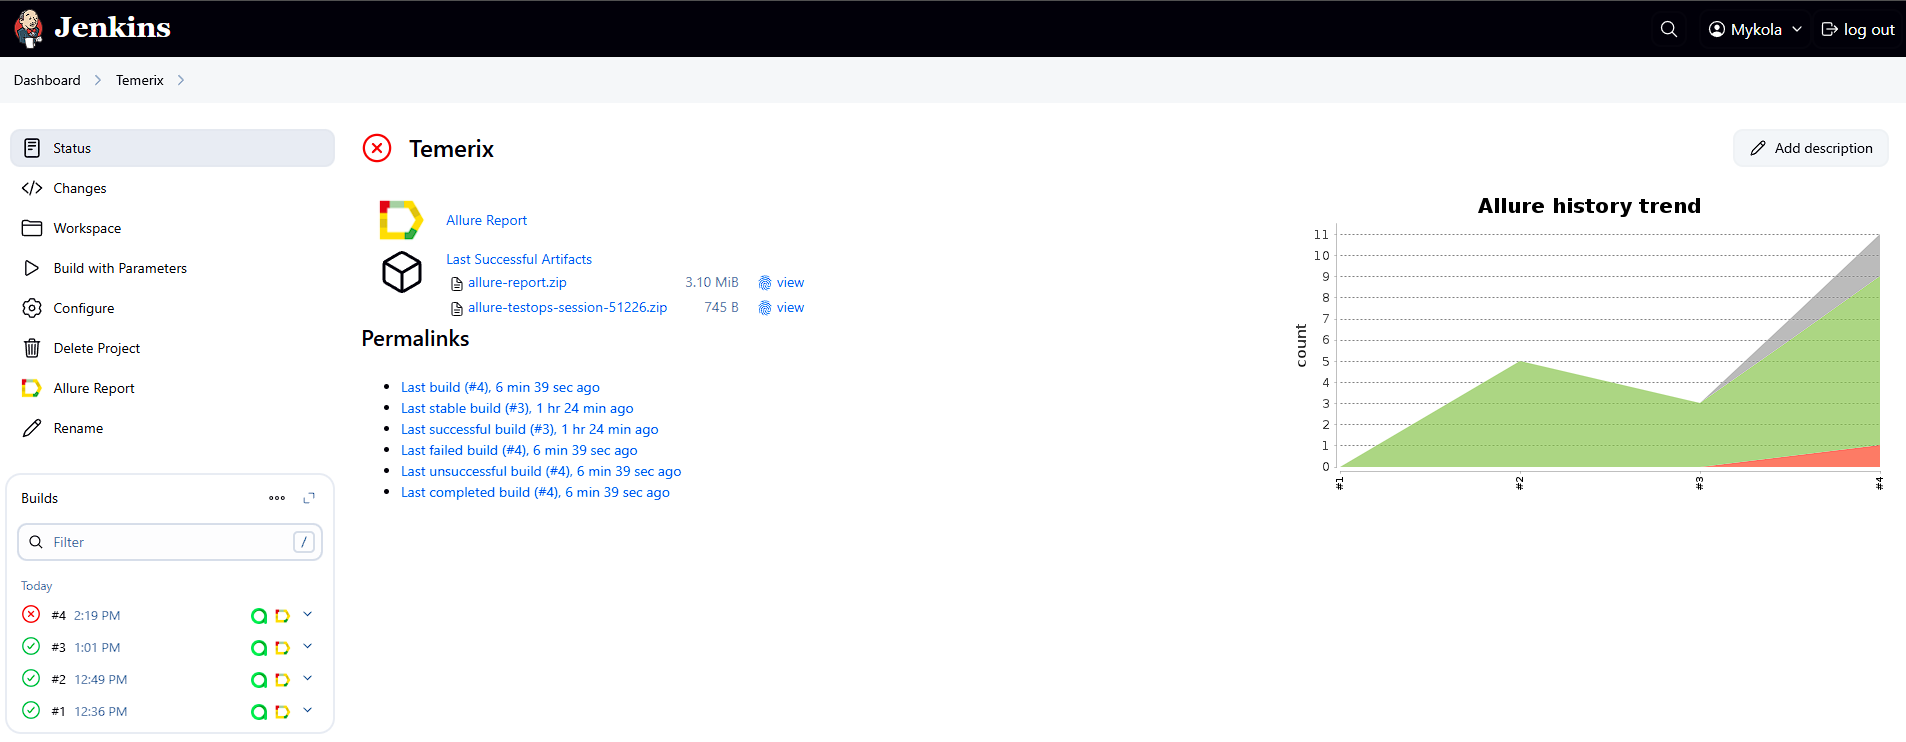 Jenkins
Mykola
log out
Dashboard
Temerix
Status
Changes
Workspace
Build with Parameters
Configure
Delete Project
Allure Report
Rename
Builds
Filter
/
Today
#4 2:19 PM
#3 1:01 PM
#2 12:49 PM
#1 12:36 PM
Temerix
Add description
Allure Report
Last Successful Artifacts
allure-report.zip 3.10 MiB view
allure-testops-session-51226.zip 745 B view
Permalinks
Last build (#4), 6 min 39 sec ago
Last stable build (#3), 1 hr 24 min ago
Last successful build (#3), 1 hr 24 min ago
Last failed build (#4), 6 min 39 sec ago
Last unsuccessful build (#4), 6 min 39 sec ago
Last completed build (#4), 6 min 39 sec ago
Allure history trend
count
11
10
9
8
7
6
5
4
3
2
1
0
#1
#2
#3
#4